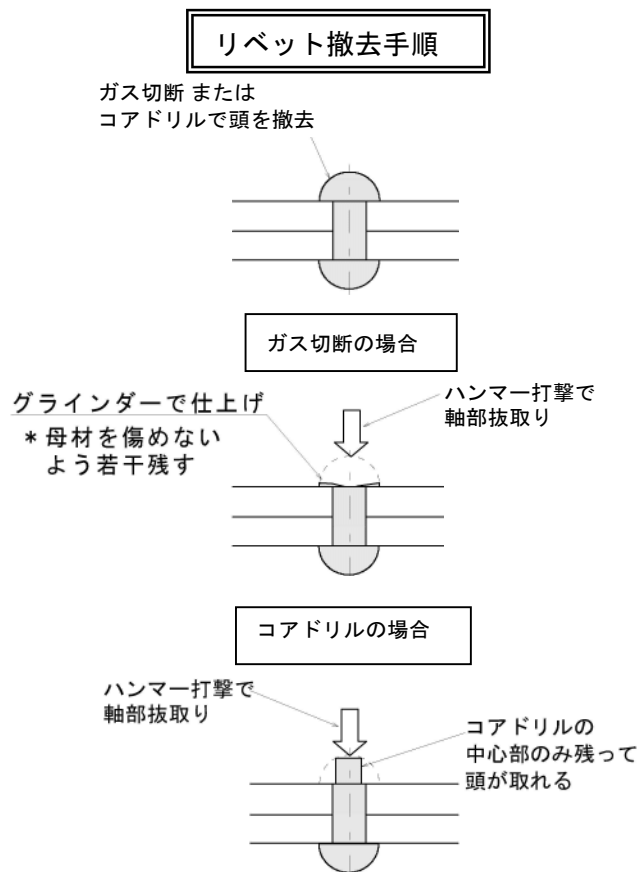 リベット撤去手順
ガス切断 または
コアドリルで頭を撤去
ガス切断の場合
グラインダーで仕上げ
＊母材を傷めない
よう若干残す
ハンマー打撃で
軸部抜取り
コアドリルの場合
ハンマー打撃で
軸部抜取り
コアドリルの
中心部のみ残って
頭が取れる